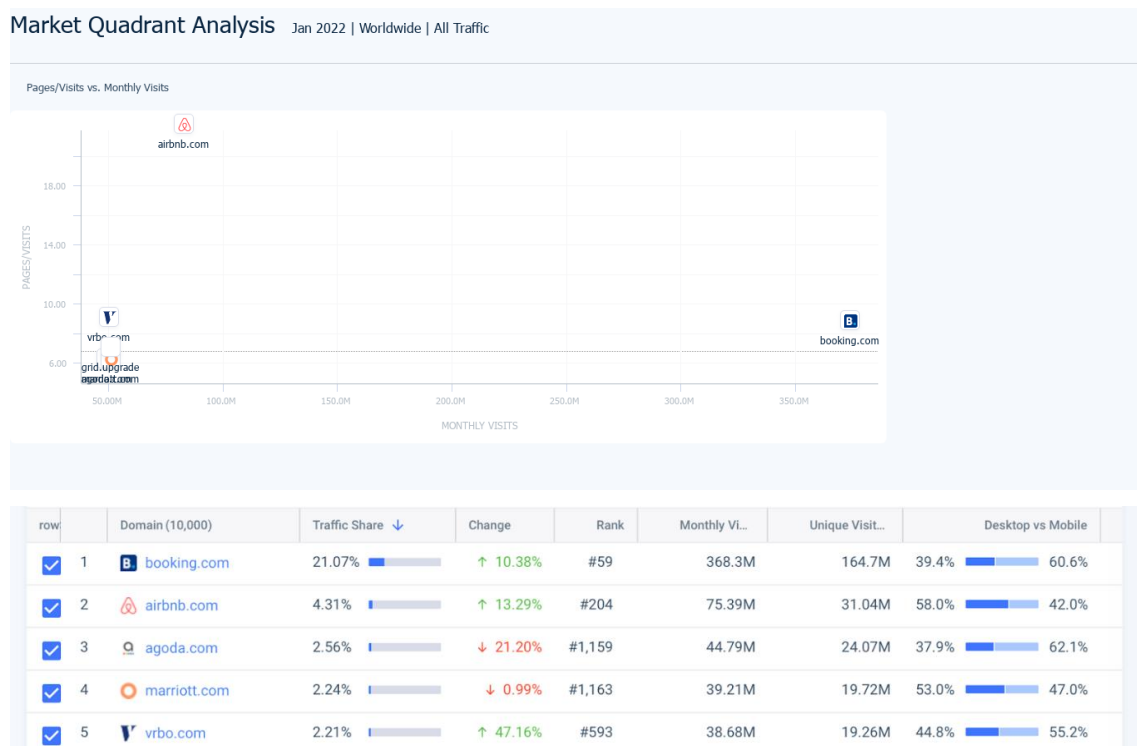 Market Quadrant Analysis Jan 2022 | Worldwide | All Traffic
Pages/Visits vs. Monthly Visits
airbnb.com
18.00
14.00
PAGES/VISITS
10.00
vrbo.com
booking.com
6.00
grid.upgrade
50.00M 100.0M 150.0M 200.0M 250.0M 300.0M 350.0M
MONTHLY VISITS
row Domain (10,000) Traffic Share Change Rank Monthly Vi... Unique Visit... Desktop vs Mobile
1 B. booking.com 21.07% ↑ 10.38% #59 368.3M 164.7M 39.4% 60.6%
2 airbnb.com 4.31% ↑ 13.29% #204 75.39M 31.04M 58.0% 42.0%
3 agoda.com 2.56% ↓ 21.20% #1,159 44.79M 24.07M 37.9% 62.1%
4 marriott.com 2.24% ↓ 0.99% #1,163 39.21M 19.72M 53.0% 47.0%
5 vrbo.com 2.21% ↑ 47.16% #593 38.68M 19.26M 44.8% 55.2%